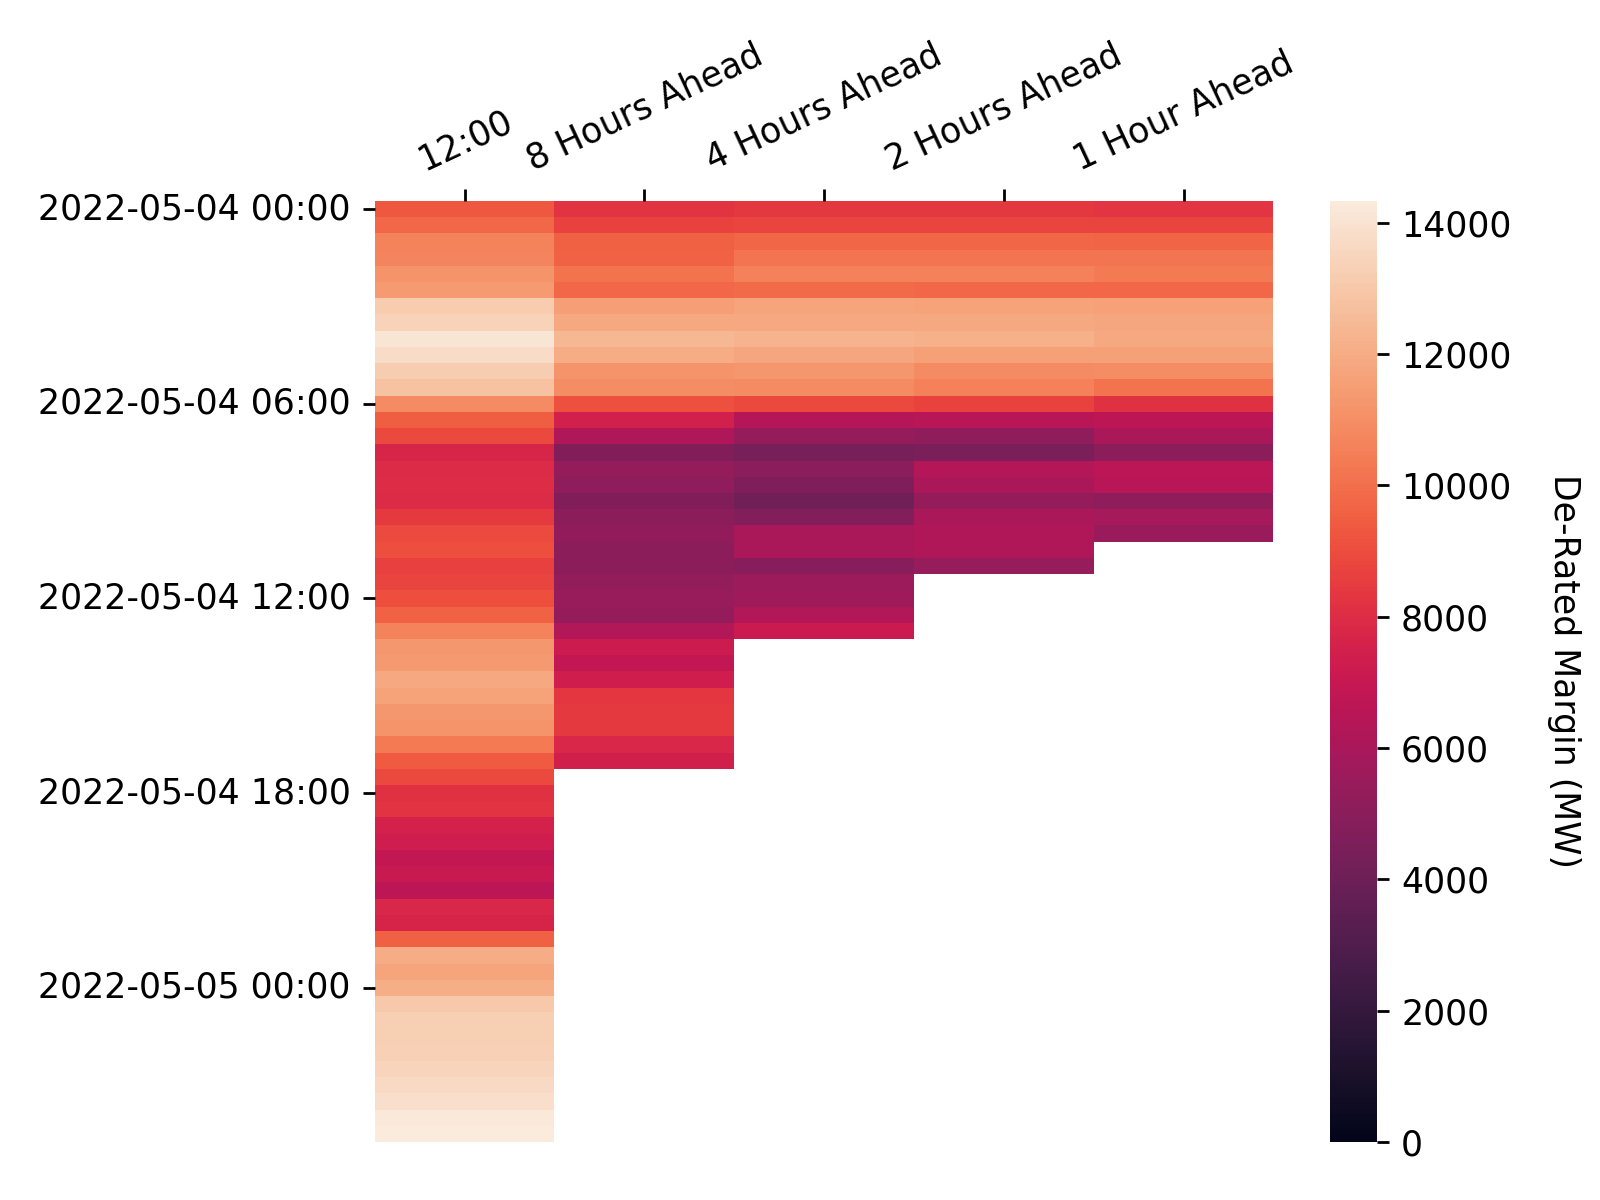 12:00
8 Hours Ahead
4 Hours Ahead
2 Hours Ahead
1 Hour Ahead
2022-05-04 00:00
2022-05-04 06:00
2022-05-04 12:00
2022-05-04 18:00
2022-05-05 00:00
14000
12000
10000
8000
6000
4000
2000
0
De-Rated Margin (MW)